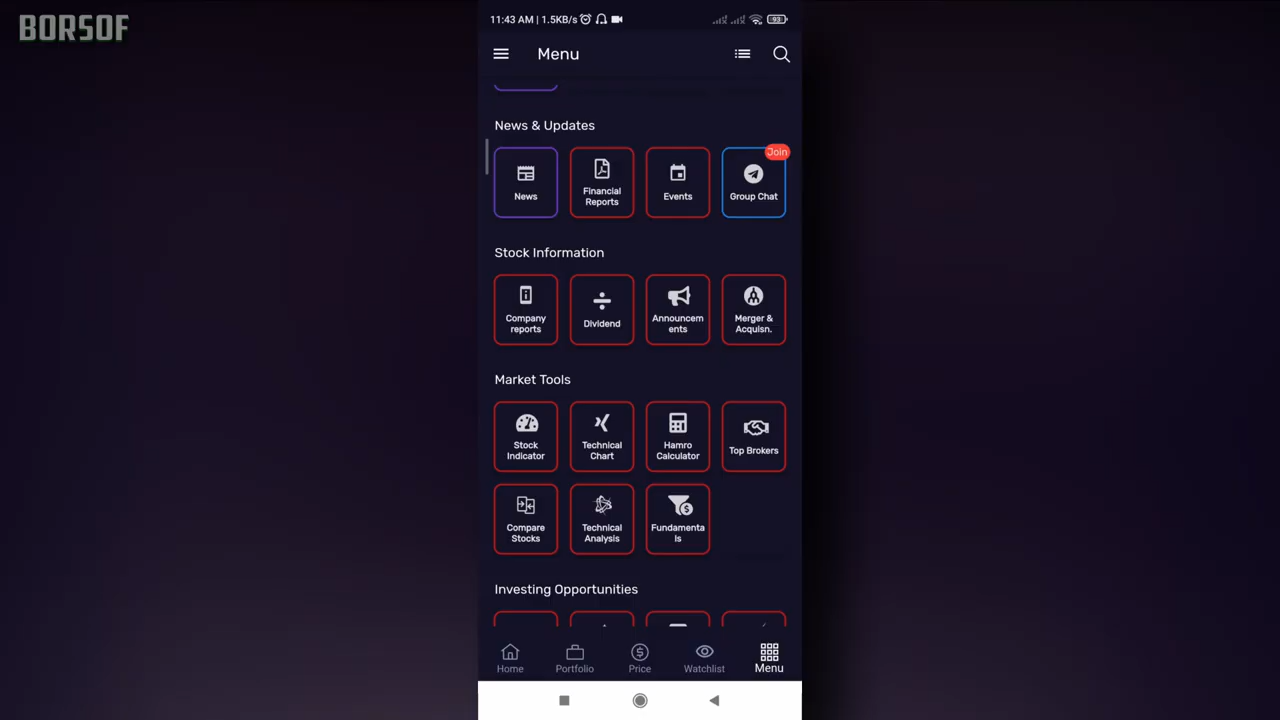 BORSOF
11:43 AM | 1.5KB/s
93
Menu
News & Updates
Join
News
Financial
Reports
Events
Group Chat
Stock Information
Company
reports
Dividend
Announcem
ents
Merger &
Acquisn.
Market Tools
Stock
Indicator
Technical
Chart
Hamro
Calculator
Top Brokers
Compare
Stocks
Technical
Analysis
Fundamenta
ls
Investing Opportunities
Home
Portfolio
Price
Watchlist
Menu